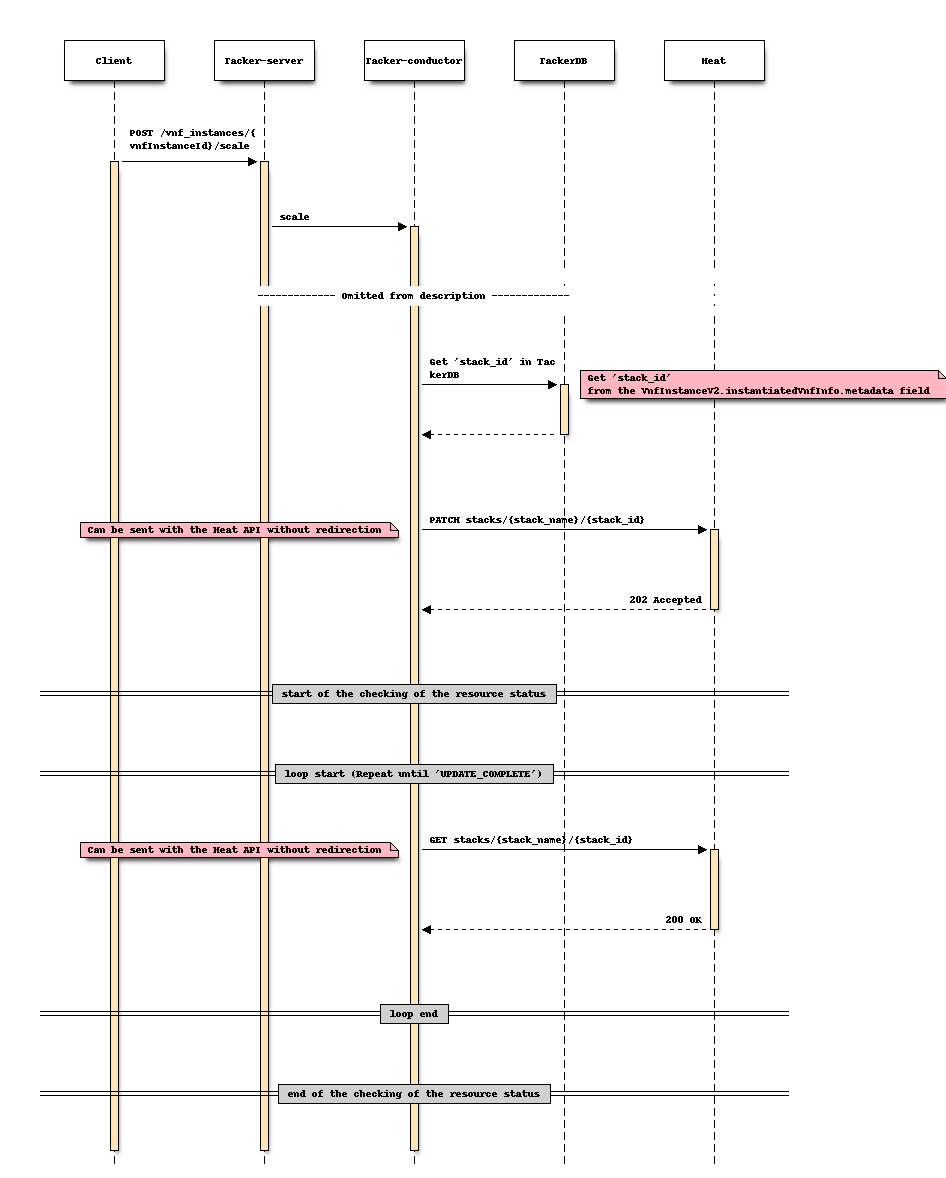 Client
Tacker-server
Tacker-conductor
TackerDB
Heat
POST /vnf_instances/{
vnfInstanceId}/scale
scale
Omitted from description
Get 'stack_id' in Tac
kerDB
Get 'stack_id'
from the VnfInstanceV2.instantiatedVnfInfo.metadata field
Can be sent with the Heat API without redirection
PATCH stacks/{stack_name}/{stack_id}
202 Accepted
start of the checking of the resource status
loop start (Repeat until 'UPDATE_COMPLETE')
Can be sent with the Heat API without redirection
GET stacks/{stack_name}/{stack_id}
200 OK
loop end
end of the checking of the resource status